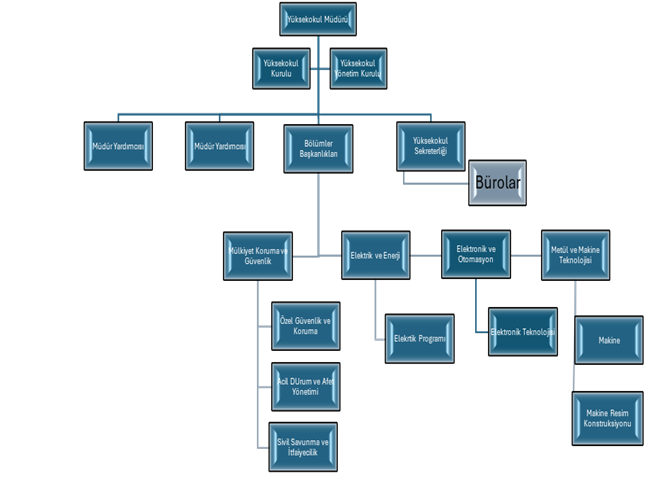 Yüksekokul Müdürü
Yüksekokul
Kurulu
Yüksekokul
Yönetim Kurulu
Müdür Yardımcısı
Müdür Yardımcısı
Bölümler
Başkanlıkları
Yüksekokul
Sekreterliği
Bürolar
Mülkiyet Koruma ve
Güvenlik
Elektrik ve Enerji
Elektronik ve
Otomasyon
Metül ve Makine
Teknolojisi
Özel Güvenlik ve
Koruma
Elekrtik Programı
Elektronik Teknolojisi
Makine
Acil DUrum ve Afet
Yönetimi
Makine Resim
Konstruksiyonu
Sivil Savunma ve
İtfaiyecilik